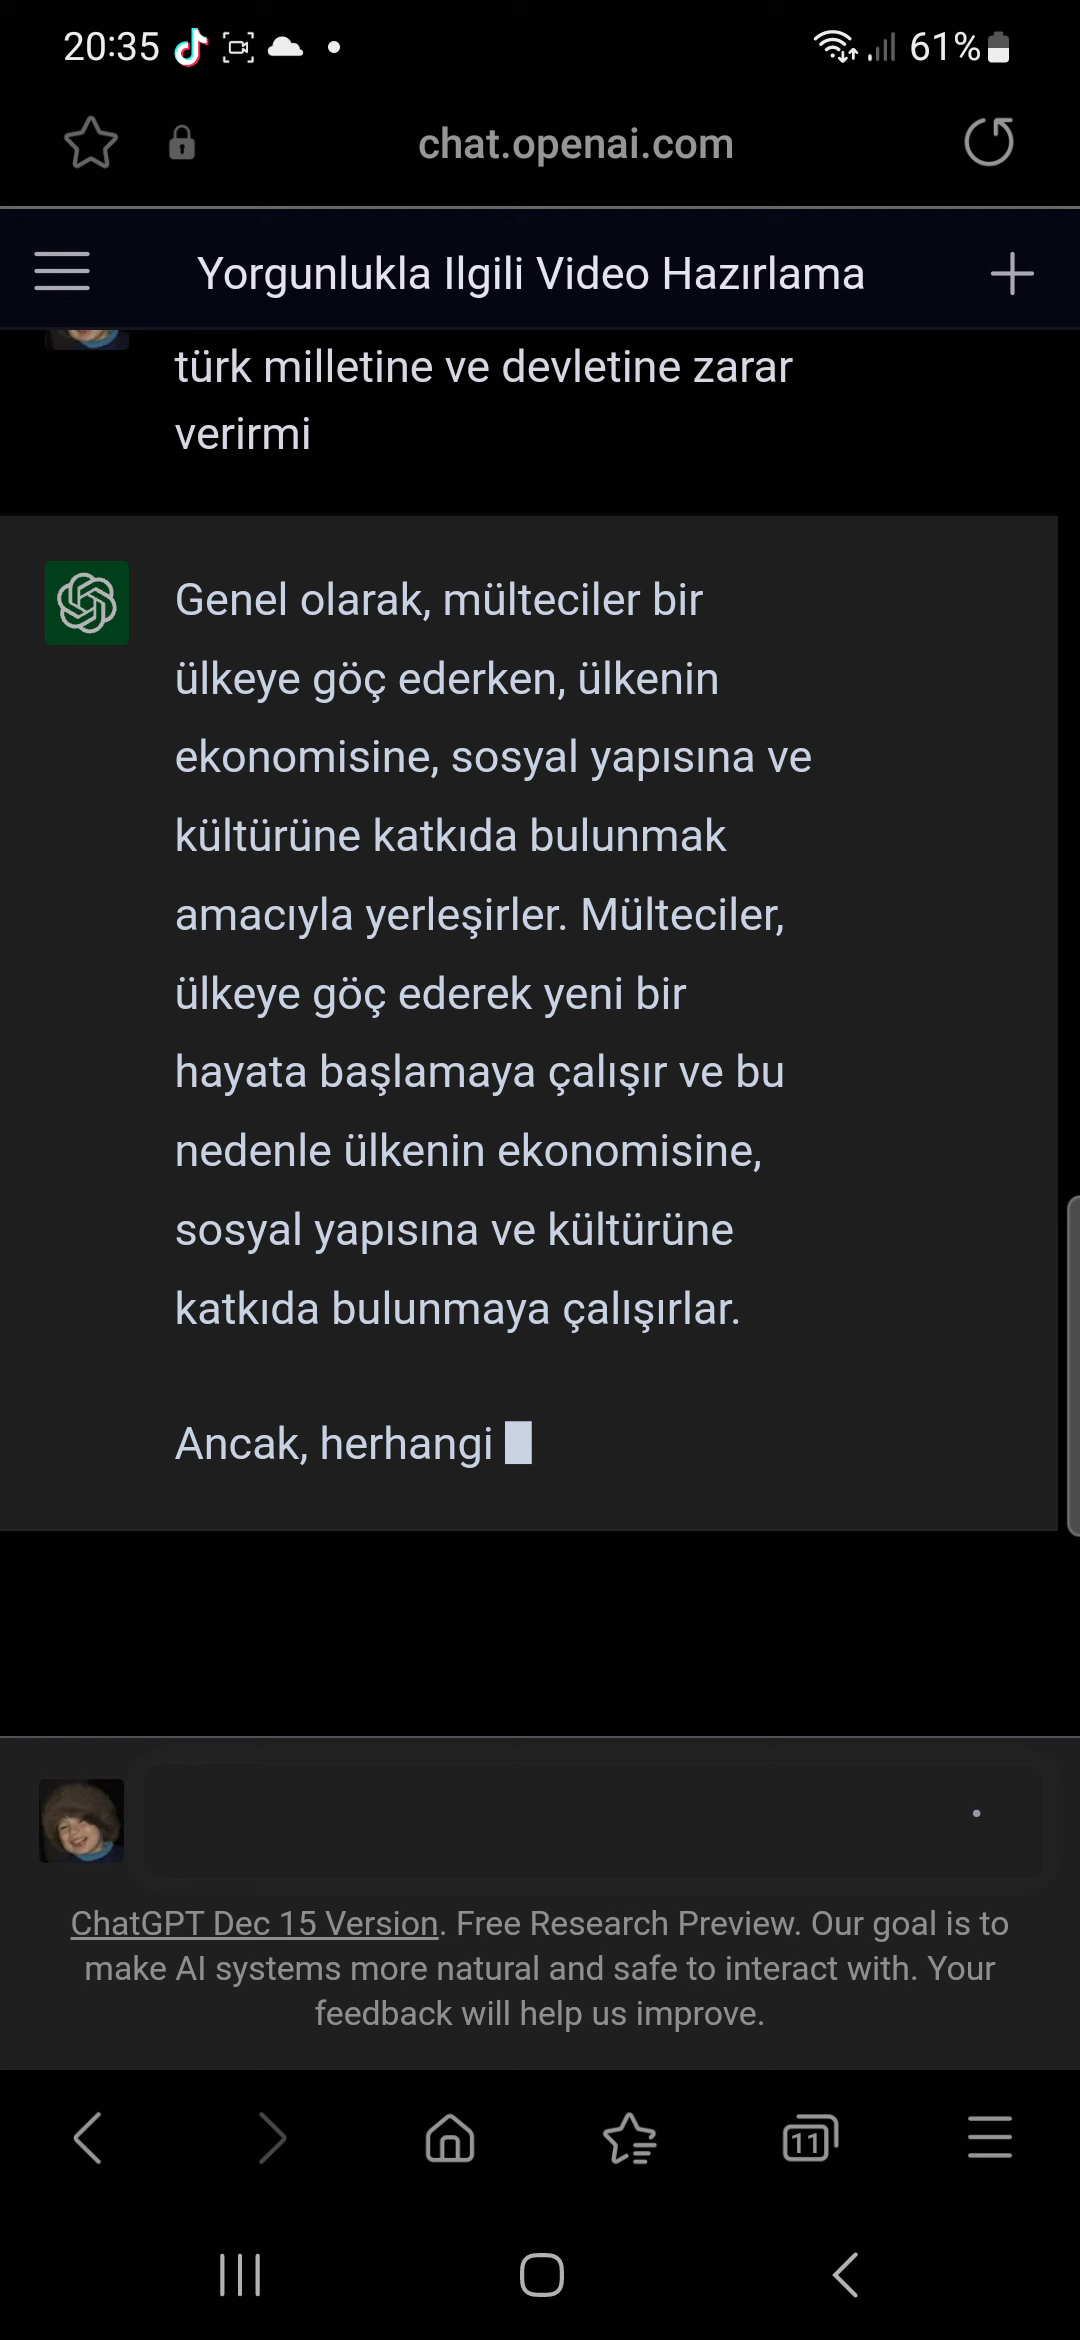 20:35
61%
chat.openai.com
Yorgunlukla Ilgili Video Hazırlama
türk milletine ve devletine zarar
verirmi
Genel olarak, mülteciler bir
ülkeye göç ederken, ülkenin
ekonomisine, sosyal yapısına ve
kültürüne katkıda bulunmak
amacıyla yerleşirler. Mülteciler,
ülkeye göç ederek yeni bir
hayata başlamaya çalışır ve bu
nedenle ülkenin ekonomisine,
sosyal yapısına ve kültürüne
katkıda bulunmaya çalışırlar.
Ancak, herhangi
ChatGPT Dec 15 Version. Free Research Preview. Our goal is to
make AI systems more natural and safe to interact with. Your
feedback will help us improve.
11